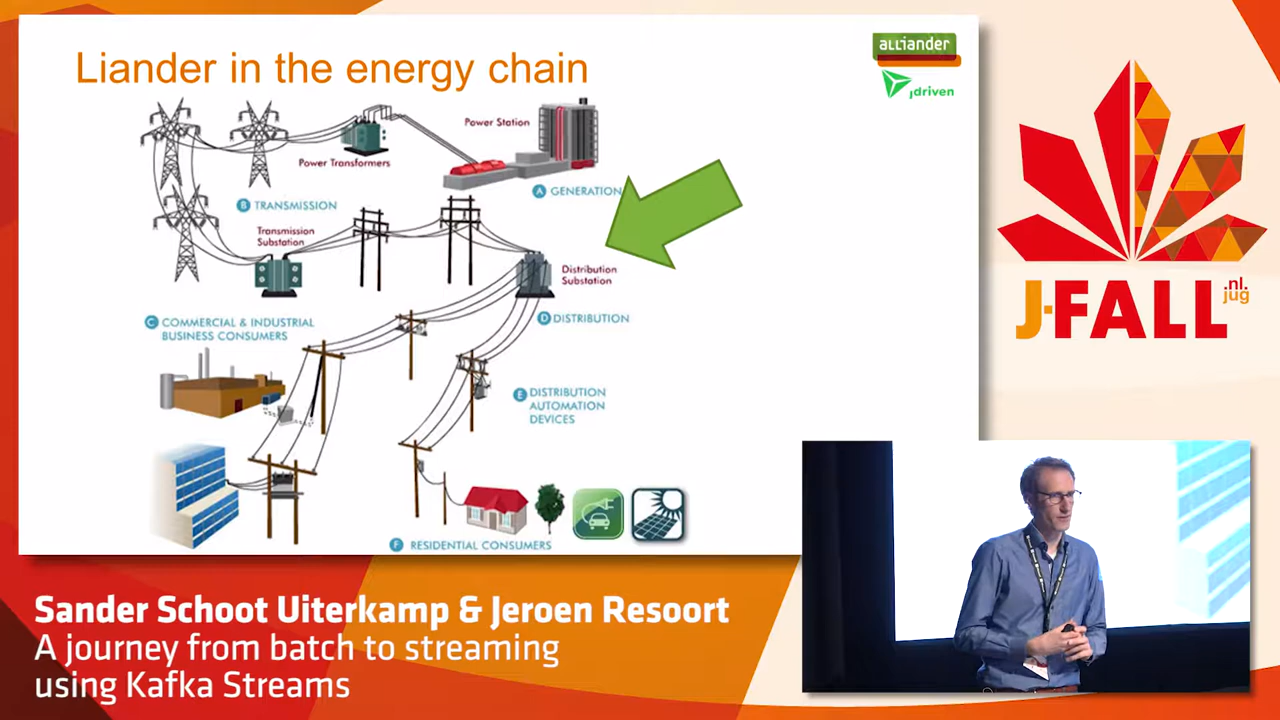 Liander in the energy chain
alliander
jdriven
Power Station
Power Transformers
A GENERATION
B TRANSMISSION
Transmission
Substation
Distribution
Substation
C COMMERCIAL & INDUSTRIAL
BUSINESS CONSUMERS
D DISTRIBUTION
E DISTRIBUTION
AUTOMATION
DEVICES
F RESIDENTIAL CONSUMERS
J-FALL
.nl.
jug
Sander Schoot Uiterkamp & Jeroen Resoort
A journey from batch to streaming
using Kafka Streams